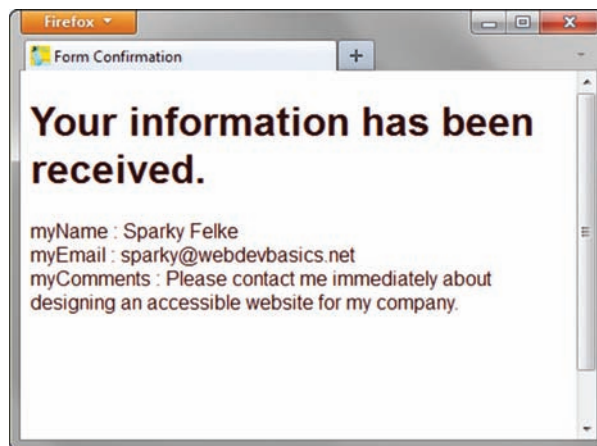 Firefox
Form Confirmation
Your information has been
received.
myName : Sparky Felke
myEmail : sparky@webdevbasics.net
myComments : Please contact me immediately about
designing an accessible website for my company.